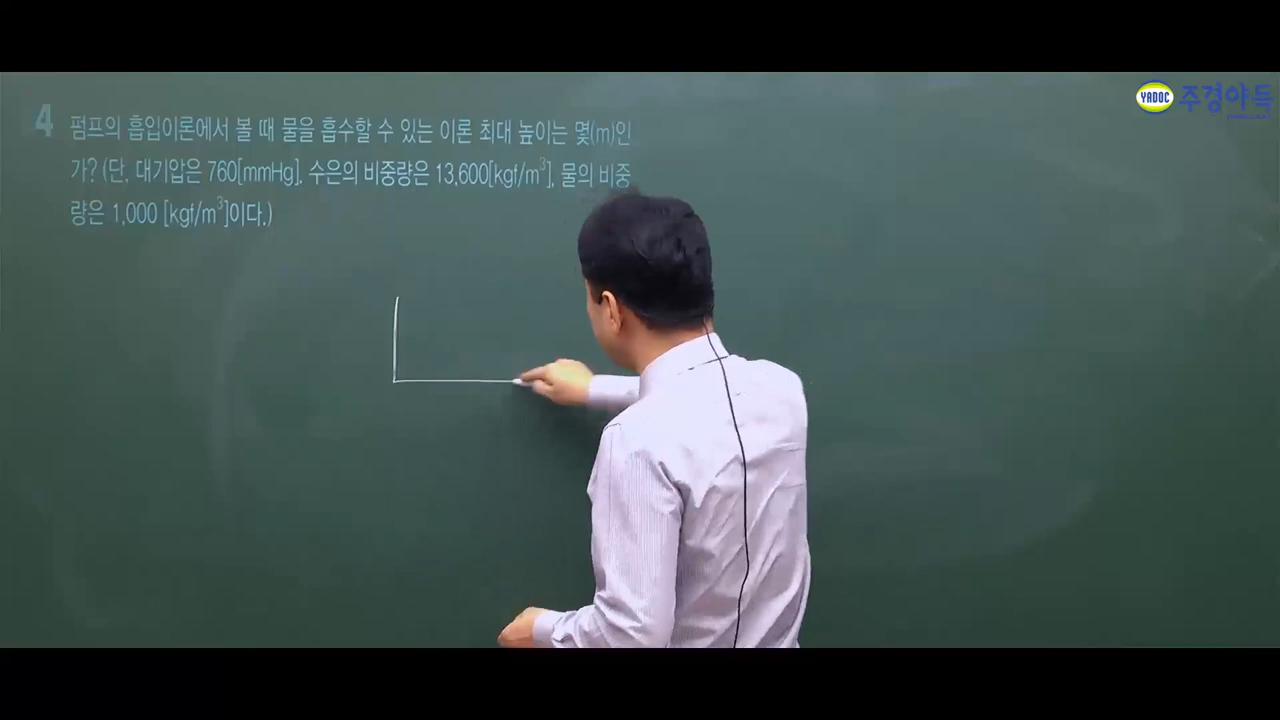 4
펌프의 흡입이론에서 볼 때 물을 흡수할 수 있는 이론 최대 높이는 몇(m)인
가? (단, 대기압은 760[mmHg], 수은의 비중량은 13,600[kgf/m³], 물의 비중
량은 1,000 [kgf/m³]이다.)
YADOC 주경야독